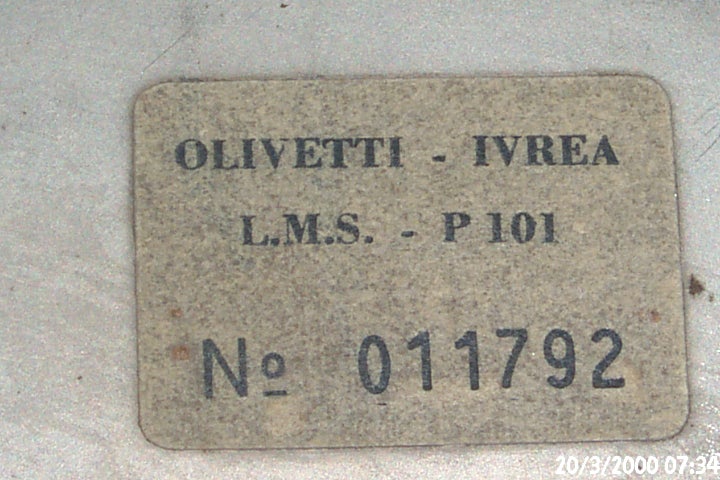 OLIVETTI - IVREA
L.M.S. - P 101
Nº 011792
20/3/2000 07:34